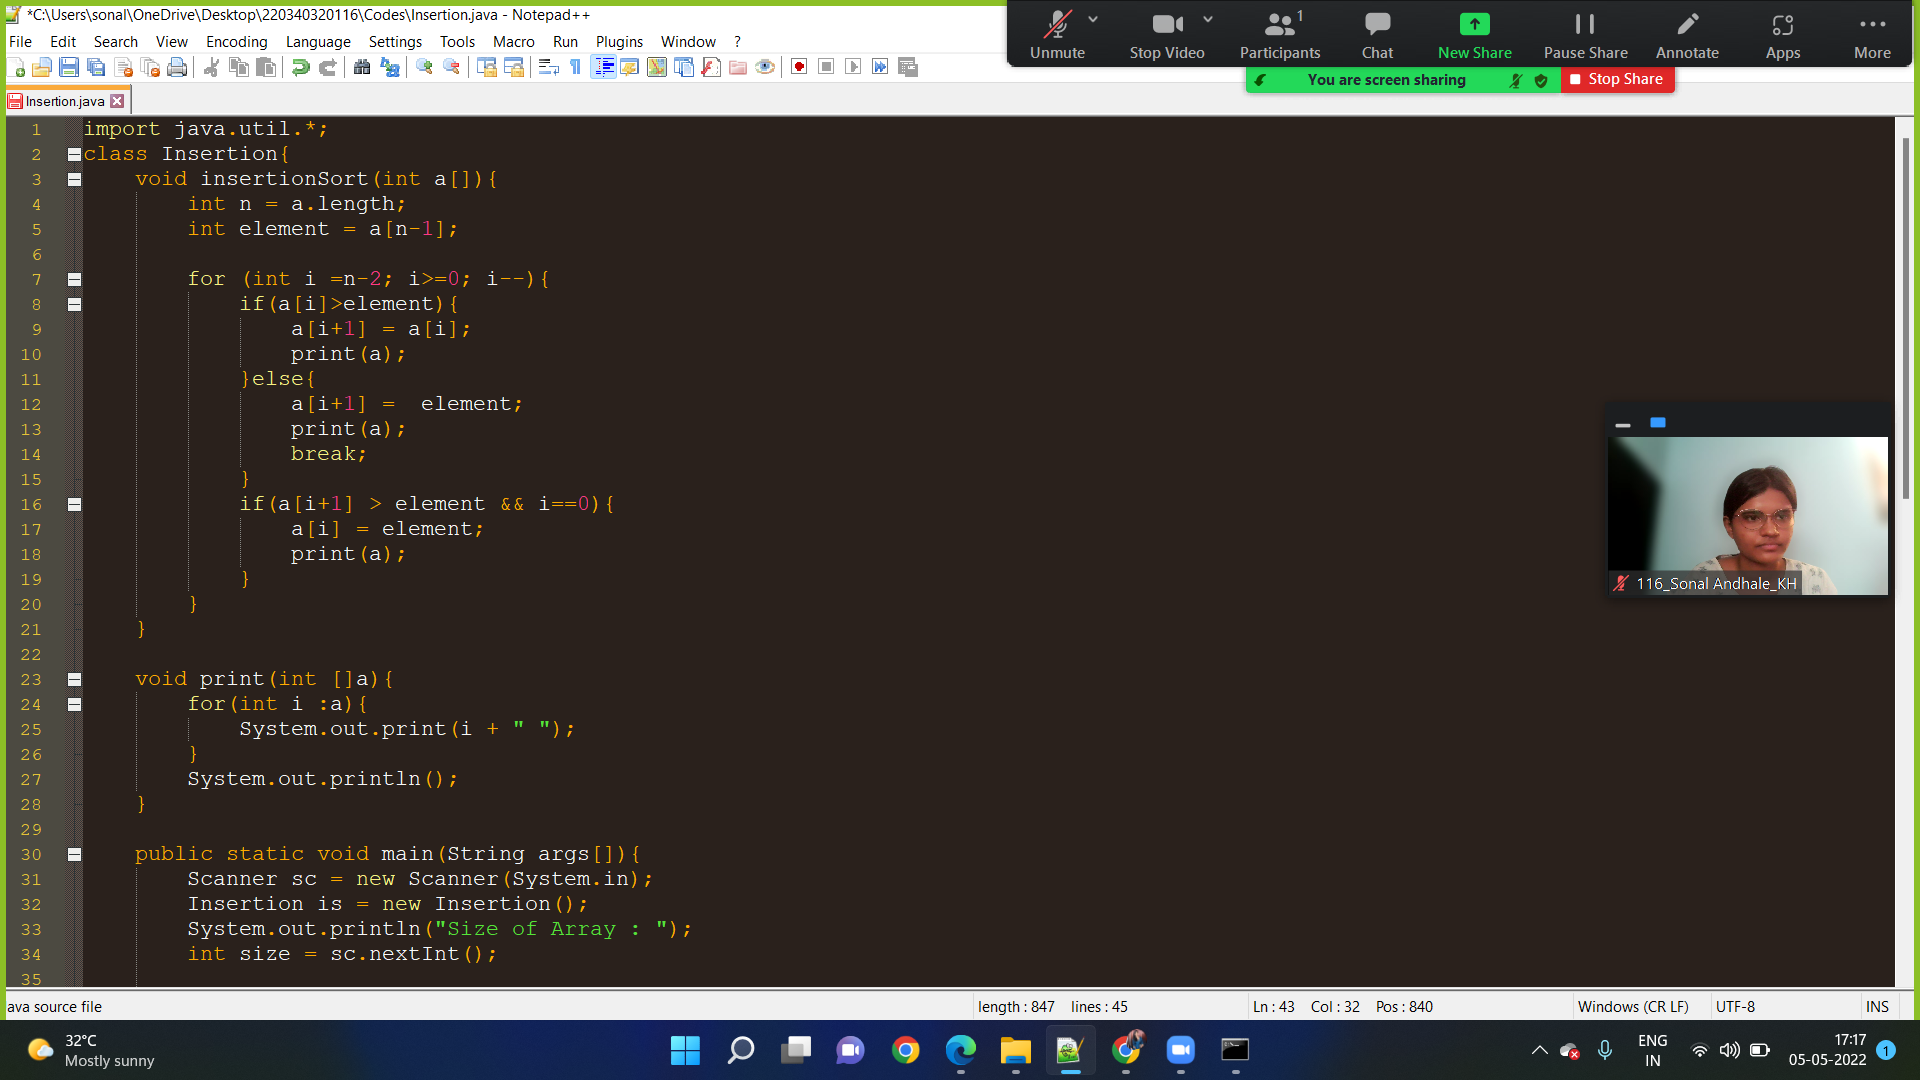 *C:\Users\sonal\OneDrive\Desktop\220340320116\Codes\Insertion.java - Notepad++
File Edit Search View Encoding Language Settings Tools Macro Run Plugins Window ?
Unmute Stop Video Participants 1 Chat New Share Pause Share Annotate Apps More
You are screen sharing Stop Share
Insertion.java
1 import java.util.*;
2 class Insertion{
3 void insertionSort(int a[]){
4 int n = a.length;
5 int element = a[n-1];
6
7 for (int i =n-2; i>=0; i--){
8 if(a[i]>element){
9 a[i+1] = a[i];
10 print(a);
11 }else{
12 a[i+1] =  element;
13 print(a);
14 break;
15 }
16 if(a[i+1] > element && i==0){
17 a[i] = element;
18 print(a);
19 }
20 }
21 }
22
23 void print(int []a){
24 for(int i :a){
25 System.out.print(i + " ");
26 }
27 System.out.println();
28 }
29
30 public static void main(String args[]){
31 Scanner sc = new Scanner(System.in);
32 Insertion is = new Insertion();
33 System.out.println("Size of Array : ");
34 int size = sc.nextInt();
35
116_Sonal Andhale_KH
ava source file length : 847 lines : 45 Ln : 43 Col : 32 Pos : 840 Windows (CR LF) UTF-8 INS
32°C
Mostly sunny
ENG
IN
17:17
05-05-2022
1